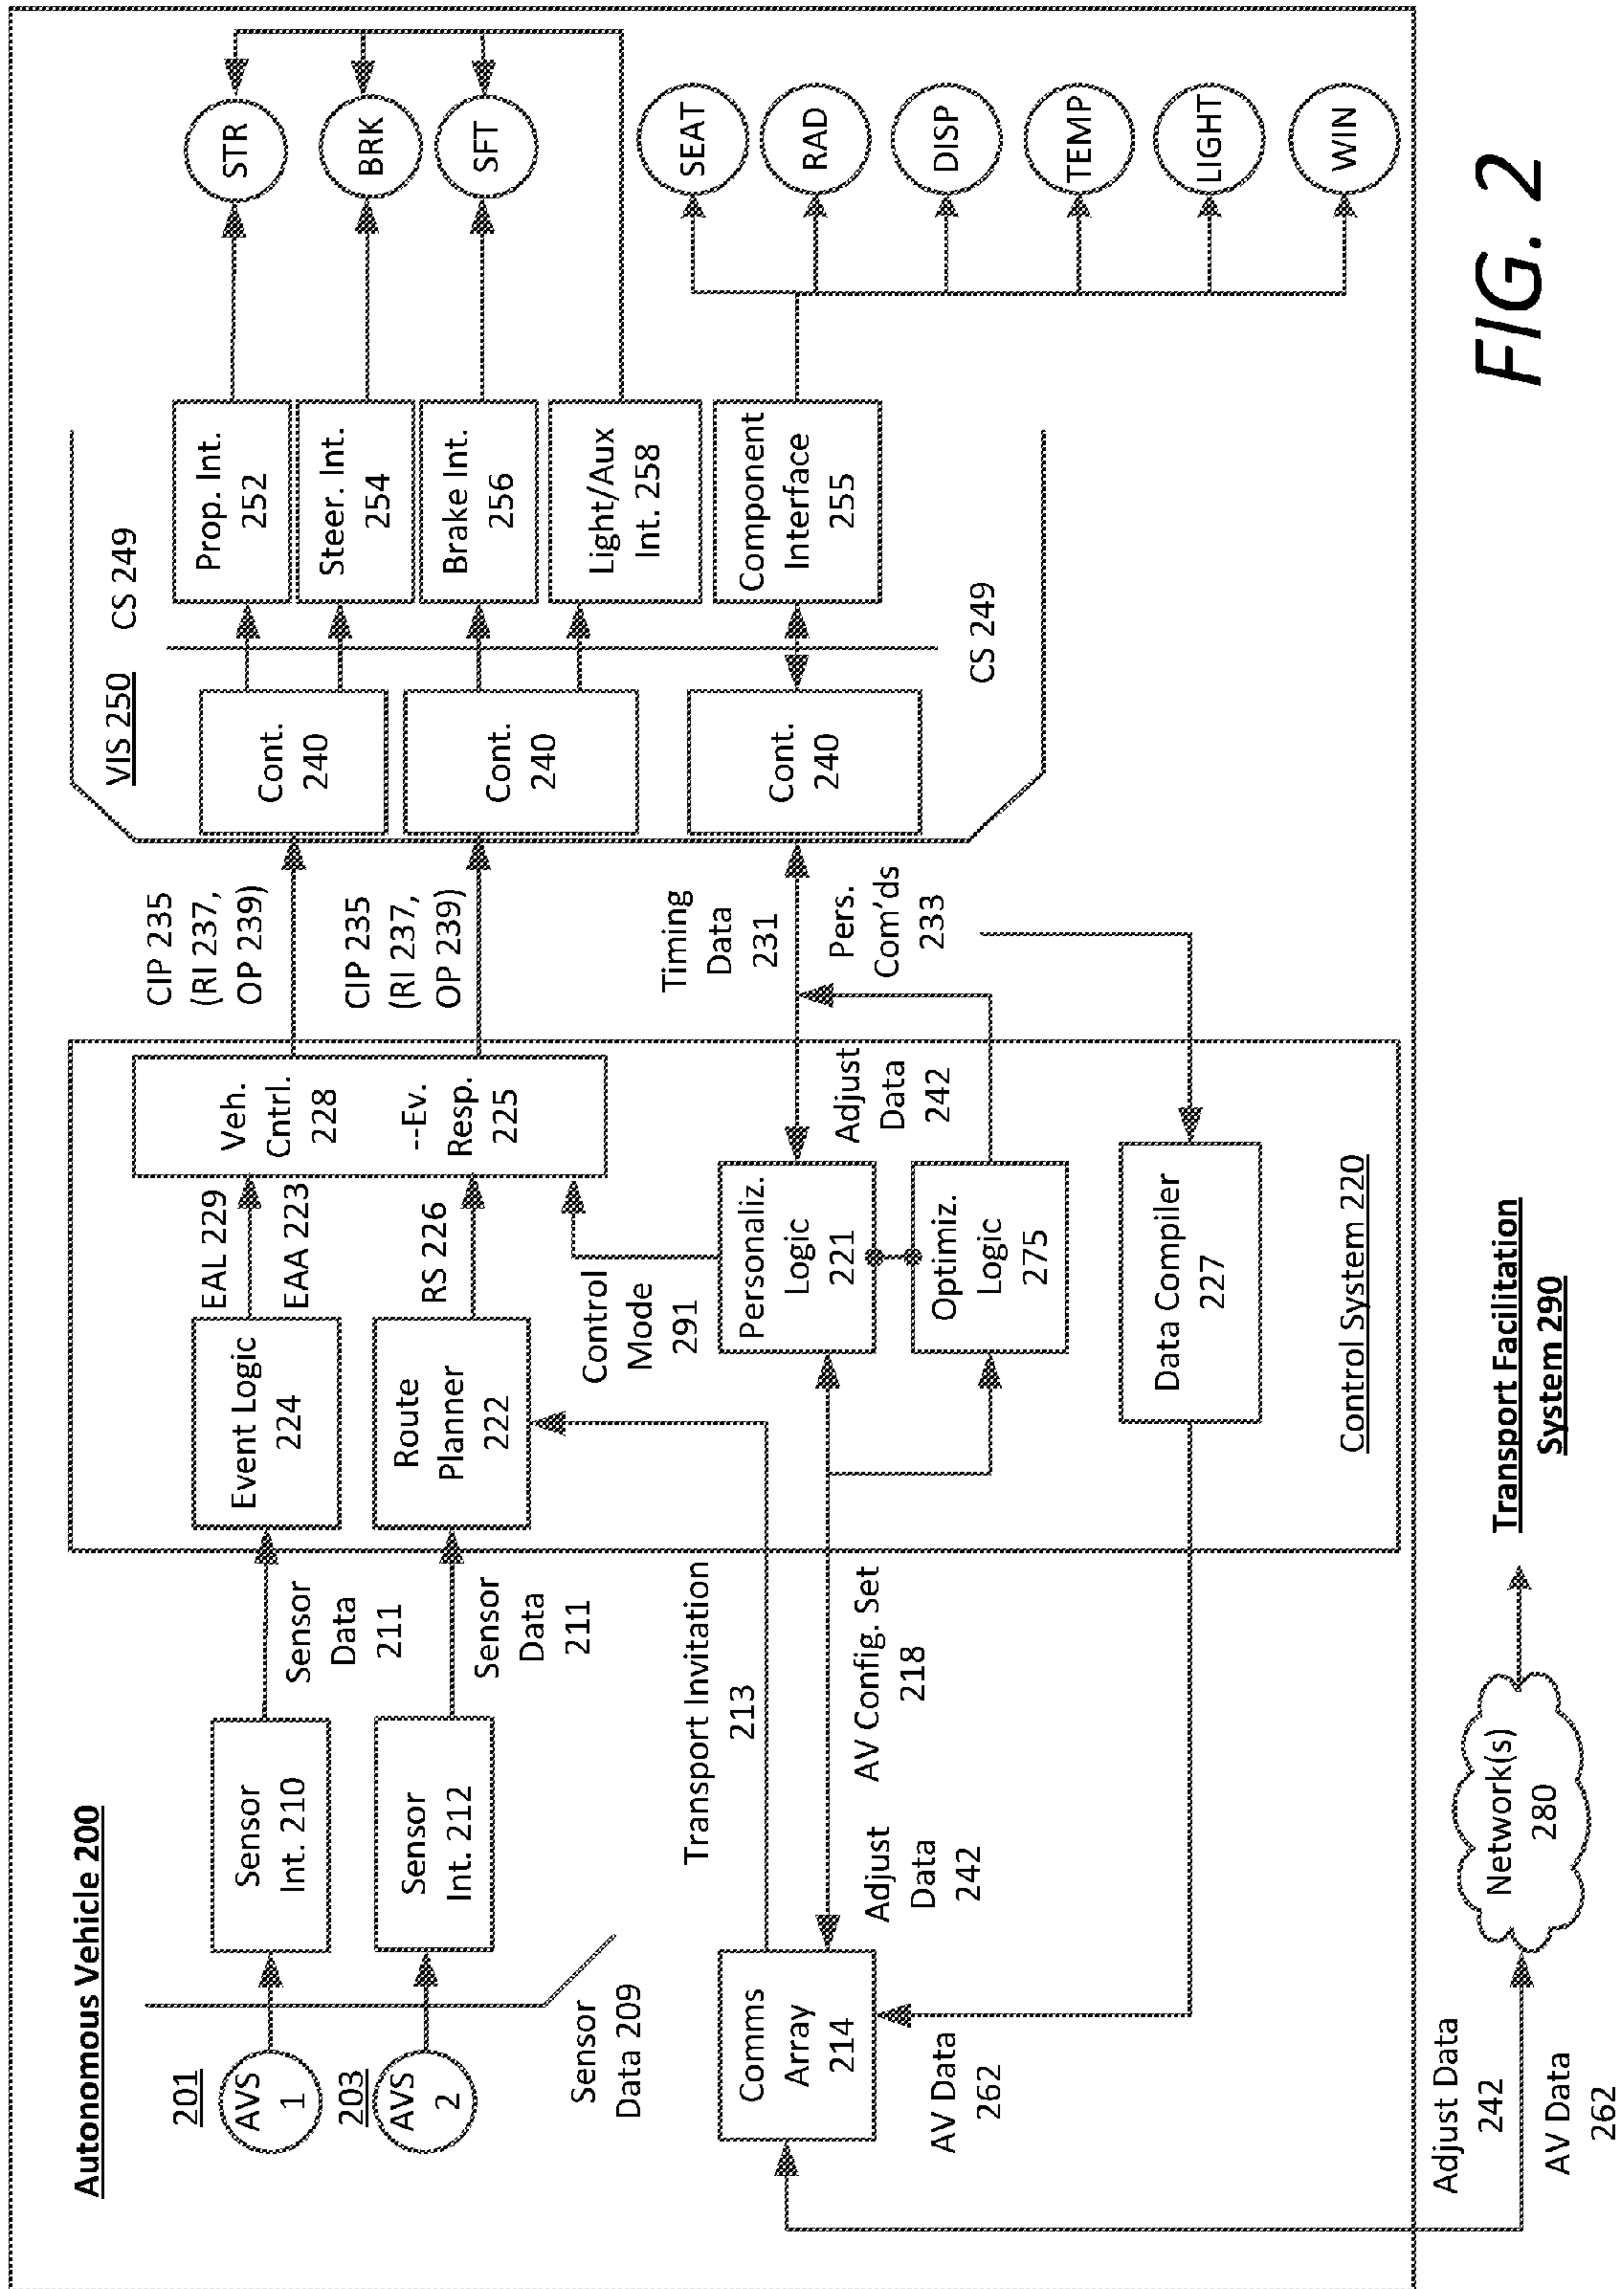 Autonomous Vehicle 200
201
AVS
1
203
AVS
2
Sensor
Data 209
Sensor
Int. 210
Sensor
Int. 212
Sensor
Data
211
Sensor
Data
211
Event Logic
224
Route
Planner
222
EAL 229
EAA 223
RS 226
Veh.
Cntrl.
228
--Ev.
Resp.
225
CIP 235
(RI 237,
OP 239)
CIP 235
(RI 237,
OP 239)
VIS 250
CS 249
Cont.
240
Cont.
240
Cont.
240
Prop. Int.
252
Steer. Int.
254
Brake Int.
256
Light/Aux
Int. 258
Component
Interface
255
CS 249
STR
BRK
SFT
SEAT
RAD
DISP
TEMP
LIGHT
WIN
Comms
Array
214
Transport Invitation
213
AV Config. Set
218
Adjust
Data
242
AV Data
262
Control
Mode
291
Personaliz.
Logic
221
Optimiz.
Logic
275
Adjust
Data
242
Timing
Data
231
Pers.
Com'ds
233
Data Compiler
227
Control System 220
Adjust Data
242
AV Data
262
Network(s)
280
Transport Facilitation
System 290
FIG. 2